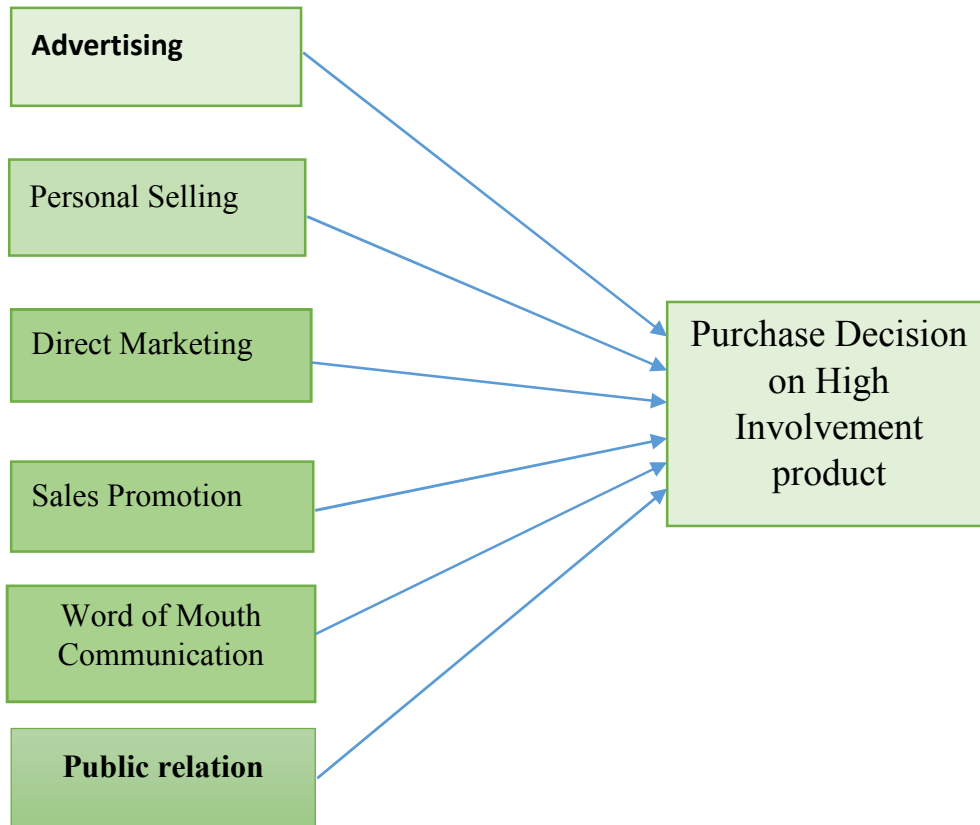 Advertising
Personal Selling
Direct Marketing
Sales Promotion
Word of Mouth
Communication
Public relation
Purchase Decision
on High
Involvement
product